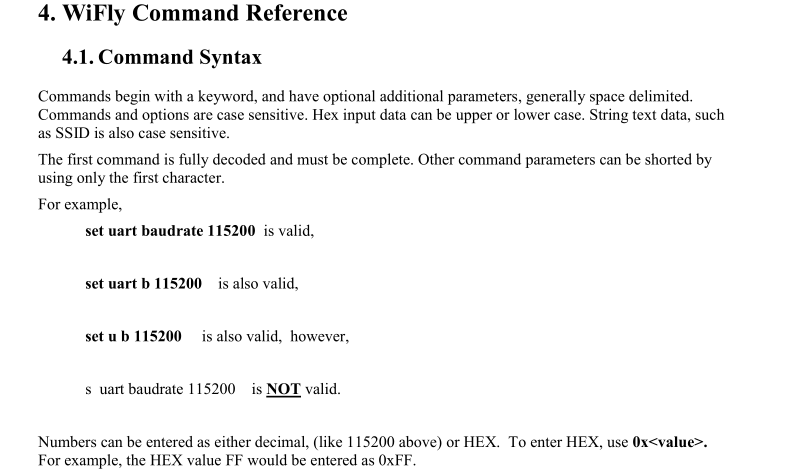 4. WiFly Command Reference
4.1. Command Syntax
Commands begin with a keyword, and have optional additional parameters, generally space delimited.
Commands and options are case sensitive. Hex input data can be upper or lower case. String text data, such
as SSID is also case sensitive.
The first command is fully decoded and must be complete. Other command parameters can be shorted by
using only the first character.
For example,
set uart baudrate 115200 is valid,
set uart b 115200 is also valid,
set u b 115200 is also valid, however,
s uart baudrate 115200 is NOT valid.
Numbers can be entered as either decimal, (like 115200 above) or HEX. To enter HEX, use 0x<value>.
For example, the HEX value FF would be entered as 0xFF.